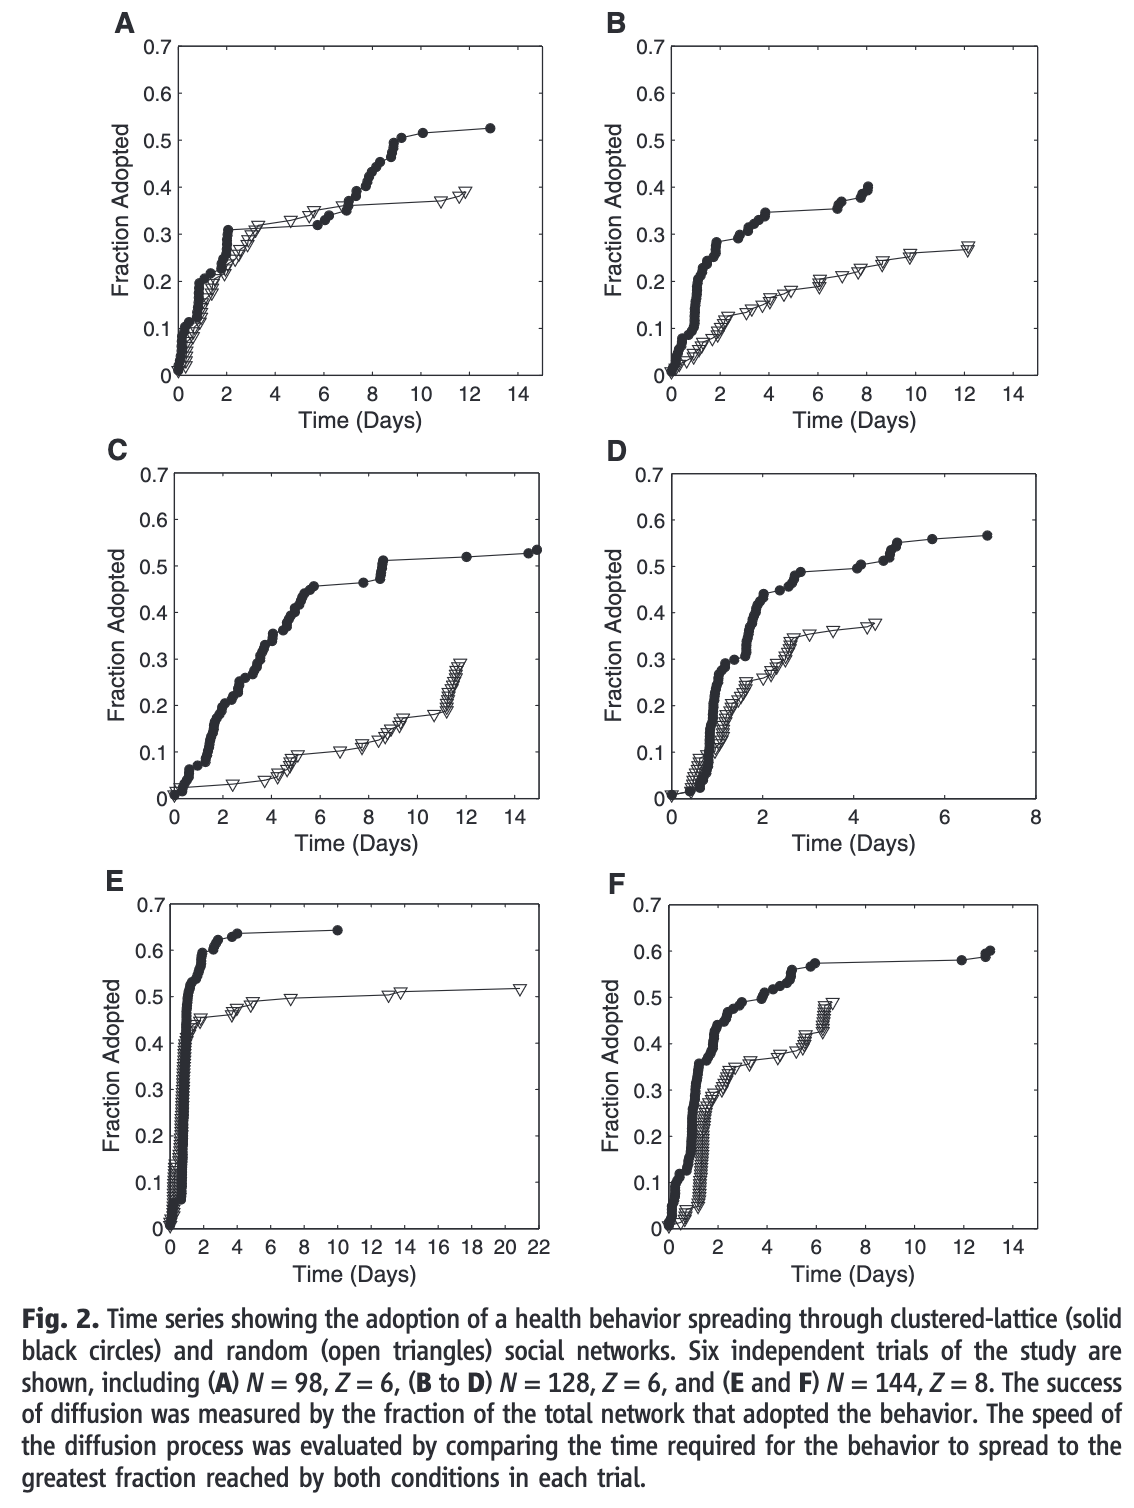 A
B
0.7
0.6
0.5
0.4
0.3
0.2
0.1
0
Fraction Adopted
0 2 4 6 8 10 12 14
Time (Days)
0.7
0.6
0.5
0.4
0.3
0.2
0.1
0
Fraction Adopted
0 2 4 6 8 10 12 14
Time (Days)
C
D
0.7
0.6
0.5
0.4
0.3
0.2
0.1
0
Fraction Adopted
0 2 4 6 8 10 12 14
Time (Days)
0.7
0.6
0.5
0.4
0.3
0.2
0.1
0
Fraction Adopted
0 2 4 6 8
Time (Days)
E
F
0.7
0.6
0.5
0.4
0.3
0.2
0.1
0
Fraction Adopted
0 2 4 6 8 10 12 14 16 18 20 22
Time (Days)
0.7
0.6
0.5
0.4
0.3
0.2
0.1
0
Fraction Adopted
0 2 4 6 8 10 12 14
Time (Days)
Fig. 2. Time series showing the adoption of a health behavior spreading through clustered-lattice (solid
black circles) and random (open triangles) social networks. Six independent trials of the study are
shown, including (A) N = 98, Z = 6, (B to D) N = 128, Z = 6, and (E and F) N = 144, Z = 8. The success
of diffusion was measured by the fraction of the total network that adopted the behavior. The speed of
the diffusion process was evaluated by comparing the time required for the behavior to spread to the
greatest fraction reached by both conditions in each trial.